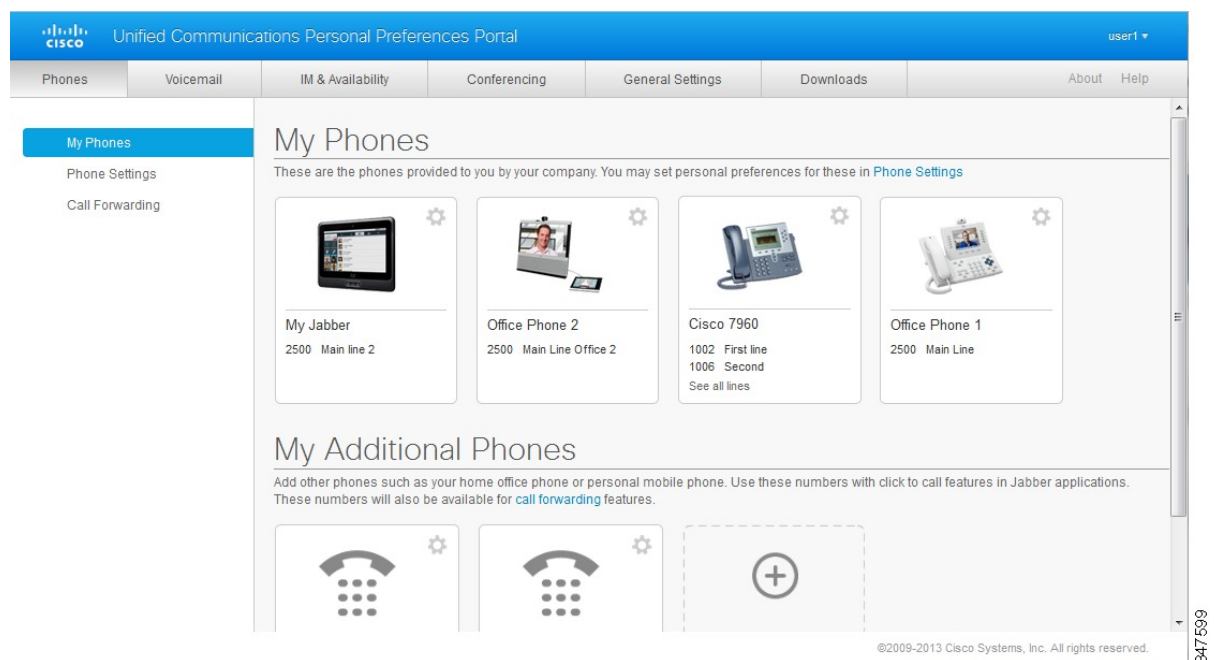 CISCO Unified Communications Personal Preferences Portal user1
Phones Voicemail IM & Availability Conferencing General Settings Downloads About Help
My Phones
Phone Settings
Call Forwarding
My Phones
These are the phones provided to you by your company. You may set personal preferences for these in Phone Settings
My Jabber
2500 Main line 2
Office Phone 2
2500 Main Line Office 2
Cisco 7960
1002 First line
1006 Second
See all lines
Office Phone 1
2500 Main Line
My Additional Phones
Add other phones such as your home office phone or personal mobile phone. Use these numbers with click to call features in Jabber applications.
These numbers will also be available for call forwarding features.
©2009-2013 Cisco Systems, Inc. All rights reserved.
347599